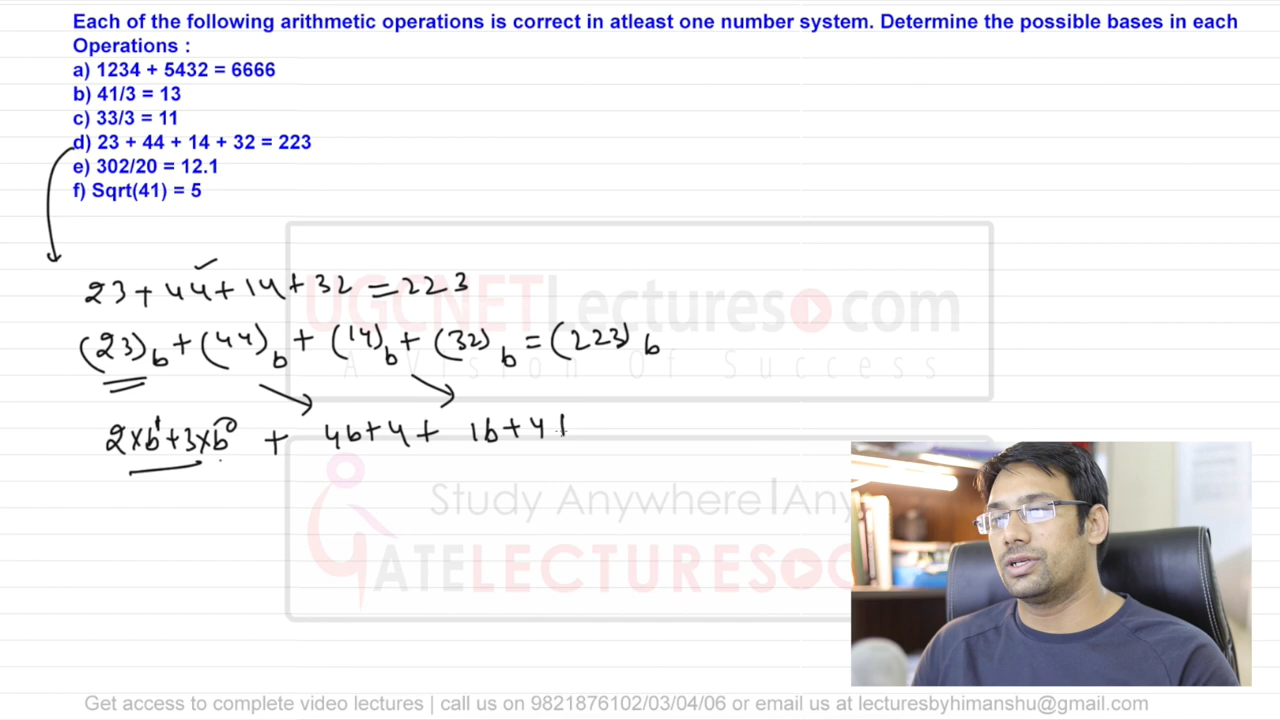 Each of the following arithmetic operations is correct in atleast one number system. Determine the possible bases in each
Operations :
a) 1234 + 5432 = 6666
b) 41/3 = 13
c) 33/3 = 11
d) 23 + 44 + 14 + 32 = 223
e) 302/20 = 12.1
f) Sqrt(41) = 5
23 + 44 + 14 + 32 = 223
UGCNETLectures.com
(23)b + (44)b + (14)b + (32)b = (223)b
A Vision Of Success
2×b¹+3×b⁰ + 4b+4 + 1b+4
Study Anywhere|Any
GATELECTURES
Get access to complete video lectures | call us on 9821876102/03/04/06 or email us at lecturesbyhimanshu@gmail.com